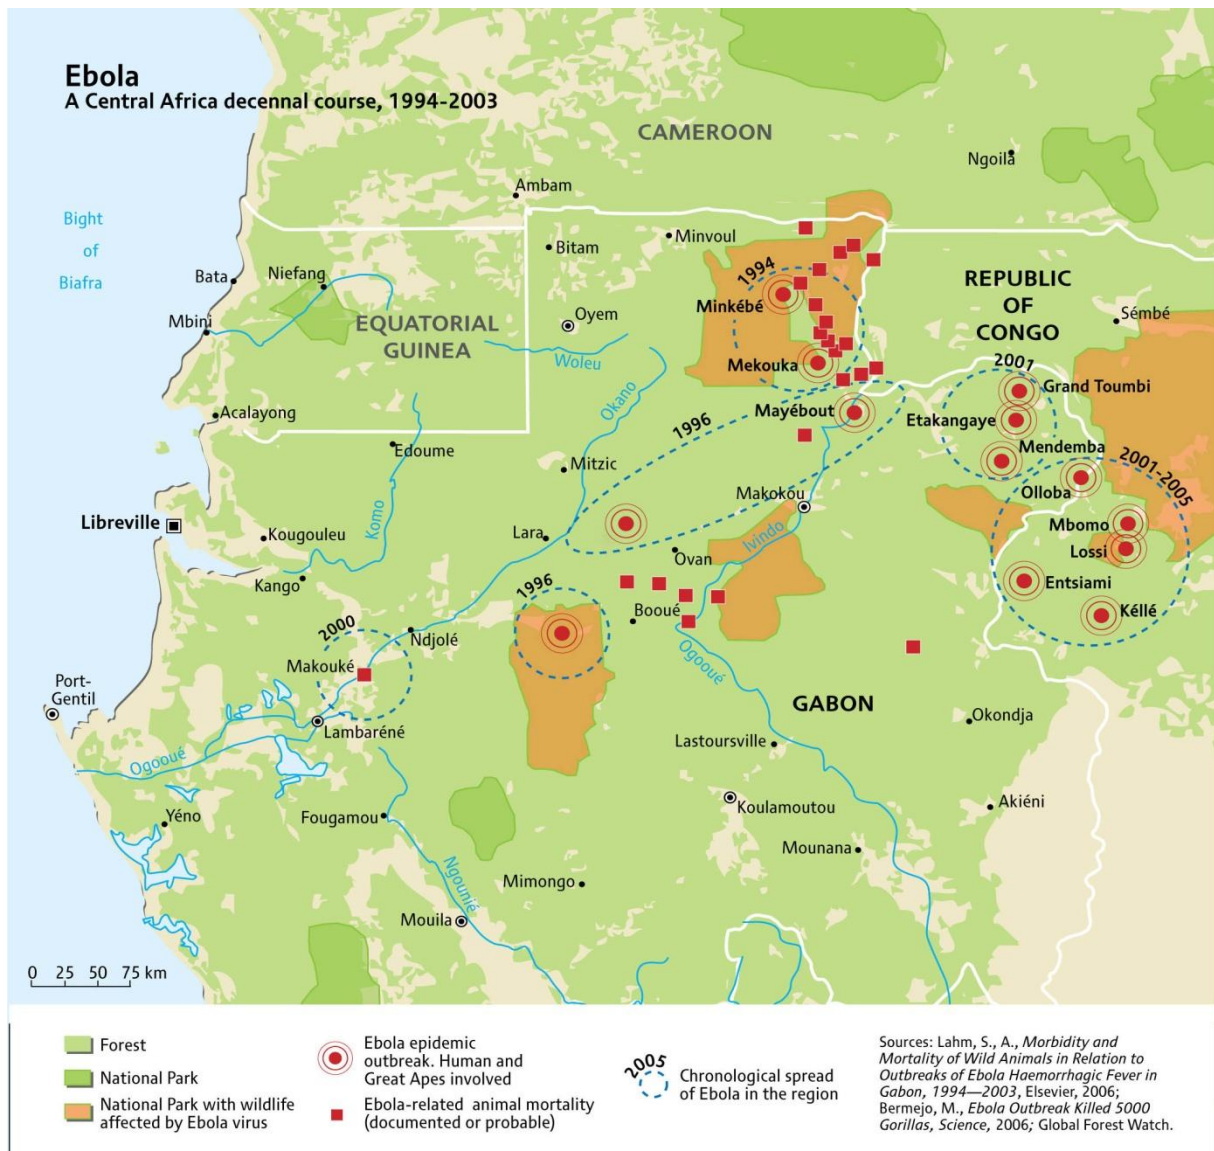 Ebola
A Central Africa decennal course, 1994-2003
CAMEROON
Ngoila
Ambam
Bight
of
Biafra
Bitam
Minvoul
Bata
Niefang
1994
REPUBLIC
OF
CONGO
Minkébé
Mbini
EQUATORIAL
GUINEA
Oyem
Sémbé
Woleu
Mekouka
2001
Grand Toumbi
Okano
Acalayong
Mayébout
Etakangaye
1996
Edoume
Mendemba
Mitzic
2001-2005
Olloba
Makokou
Libreville
Komo
Mbomo
Kougouleu
Lara
Ivindo
Lossi
Ovan
Kango
Entsiami
1996
Booué
Kéllé
2000
Ndjolé
Makouké
Ogooué
Port-
Gentil
GABON
Okondja
Lambaréné
Lastoursville
Ogooué
Koulamoutou
Akiéni
Yéno
Fougamou
Mounana
Ngounié
Mimongo
Mouila
0 25 50 75 km
Forest
National Park
National Park with wildlife
affected by Ebola virus
Ebola epidemic
outbreak. Human and
Great Apes involved
Ebola-related animal mortality
(documented or probable)
2005
Chronological spread
of Ebola in the region
Sources: Lahm, S., A., Morbidity and
Mortality of Wild Animals in Relation to
Outbreaks of Ebola Haemorrhagic Fever in
Gabon, 1994—2003, Elsevier, 2006;
Bermejo, M., Ebola Outbreak Killed 5000
Gorillas, Science, 2006; Global Forest Watch.